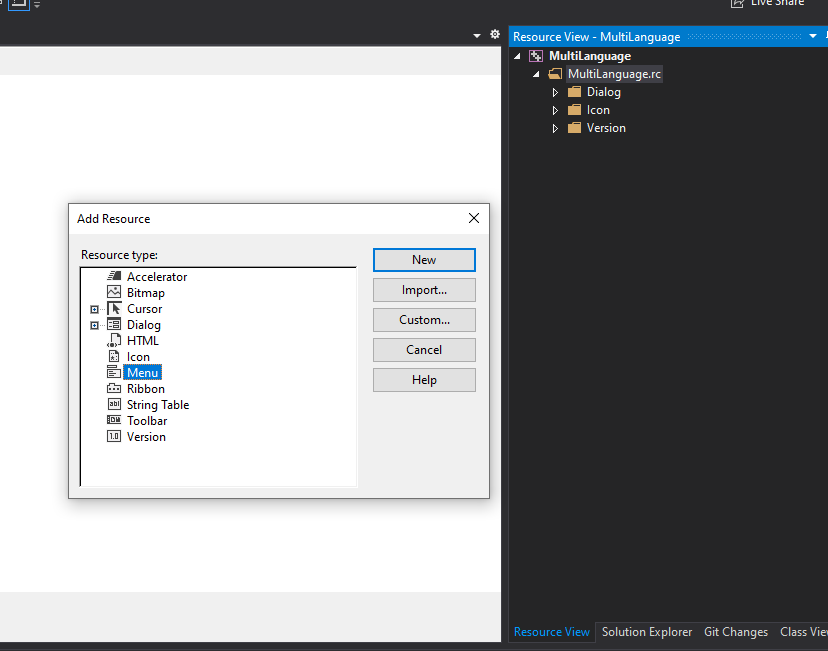 Live Share
Resource View - MultiLanguage
MultiLanguage
MultiLanguage.rc
Dialog
Icon
Version
Add Resource
Resource type:
Accelerator
Bitmap
Cursor
Dialog
HTML
Icon
Menu
Ribbon
String Table
Toolbar
Version
New
Import...
Custom...
Cancel
Help
Resource View Solution Explorer Git Changes Class View